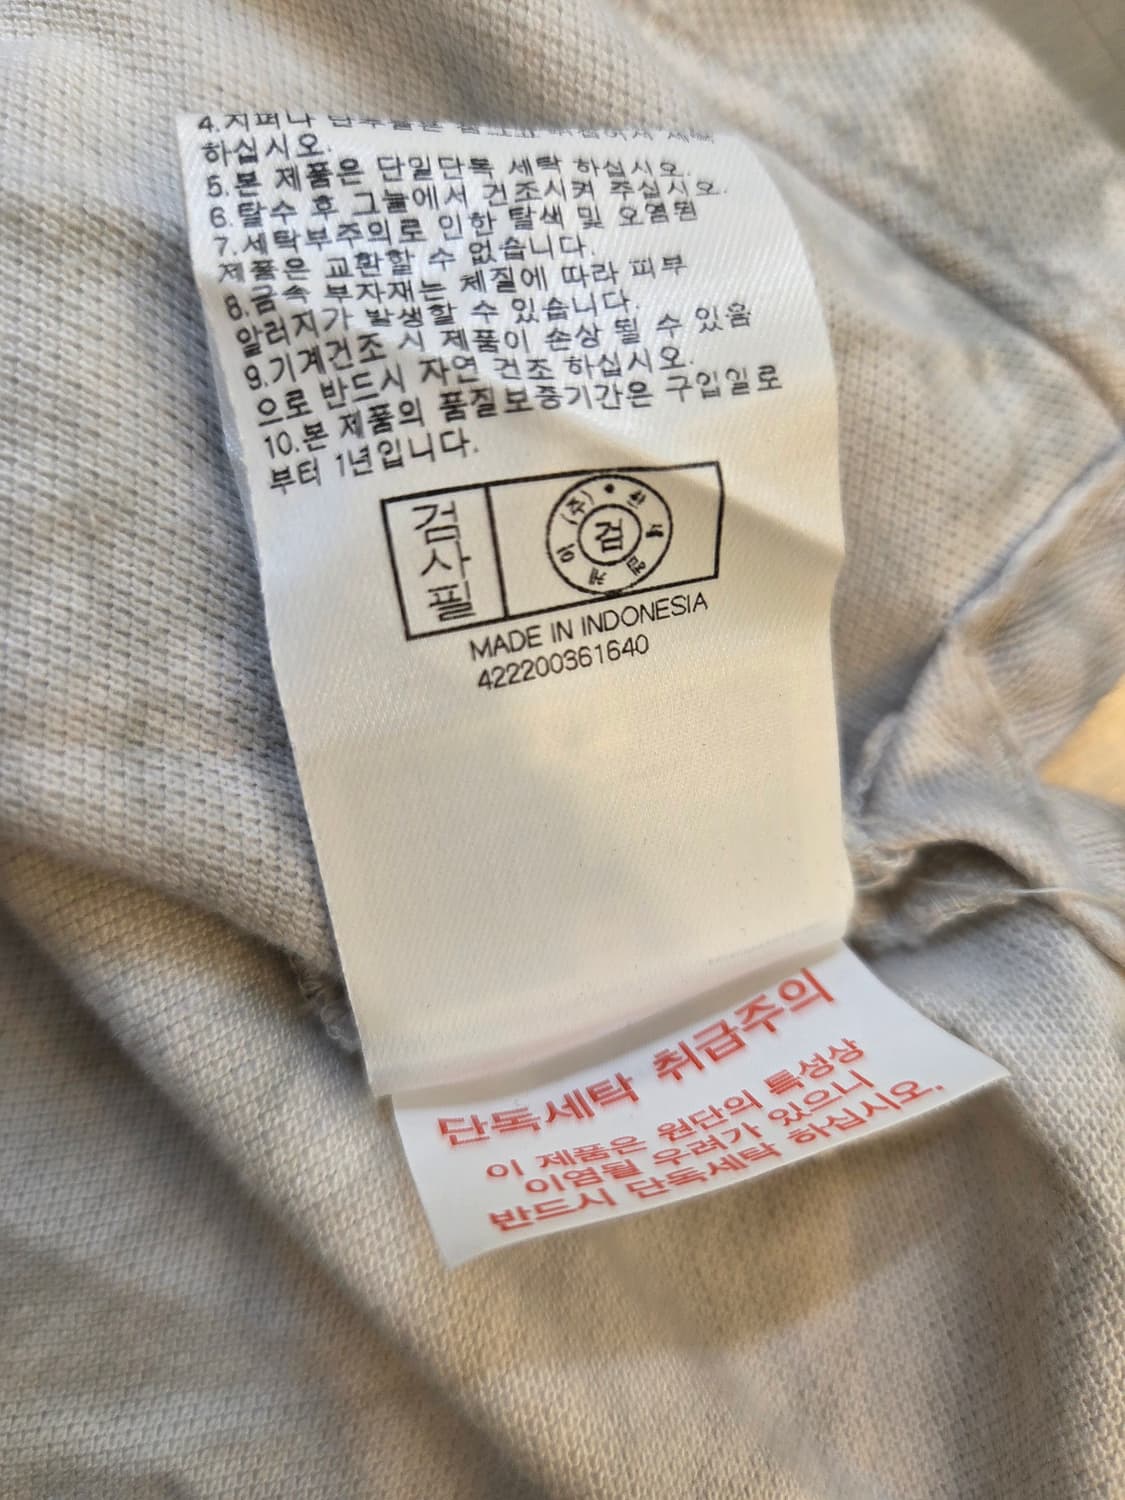 4.지퍼나
하십시오.
5.본 제품은 단일단독 세탁 하십시오.
6.탈수 후 그늘에서 건조시켜 주십시오.
7.세탁부주의로 인한 탈색 및 오염된
제품은 교환할 수 없습니다.
8.금속 부자재는 체질에 따라 피부
알러지가 발생할 수 있습니다.
9.기계건조 시 제품이 손상 될 수 있음
으로 반드시 자연 건조 하십시오.
10.본 제품의 품질보증기간은 구입일로
부터 1년입니다.
검사필
(주)
검
MADE IN INDONESIA
422200361640
단독세탁 취급주의
이 제품은 원단의 특성상
이염될 우려가 있으니
반드시 단독세탁 하십시오.